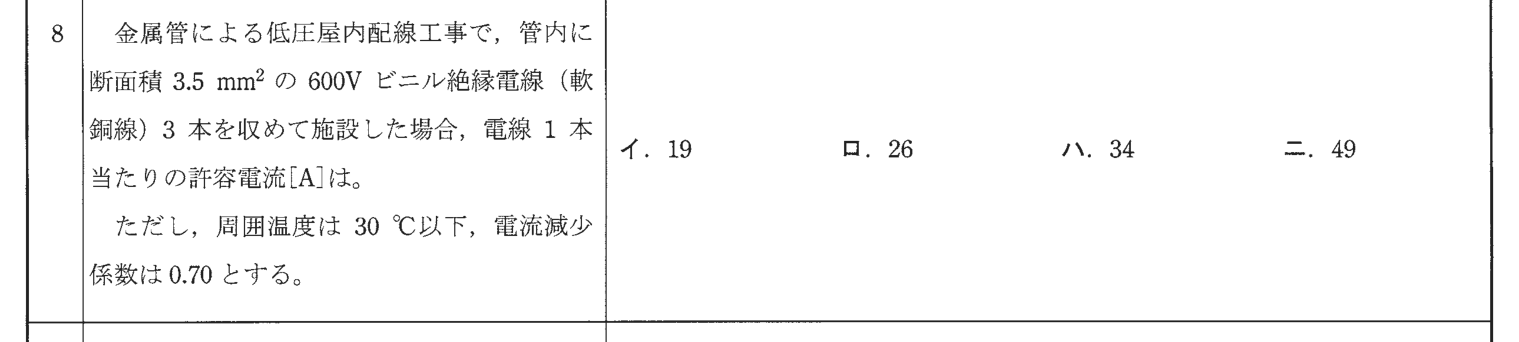 8
金属管による低圧屋内配線工事で，管内に
断面積 3.5 mm² の 600V ビニル絶縁電線（軟
銅線）3 本を収めて施設した場合，電線 1 本
当たりの許容電流[A]は。
ただし，周囲温度は 30 ℃以下，電流減少
係数は 0.70 とする。
イ．19 ロ．26 ハ．34 ニ．49